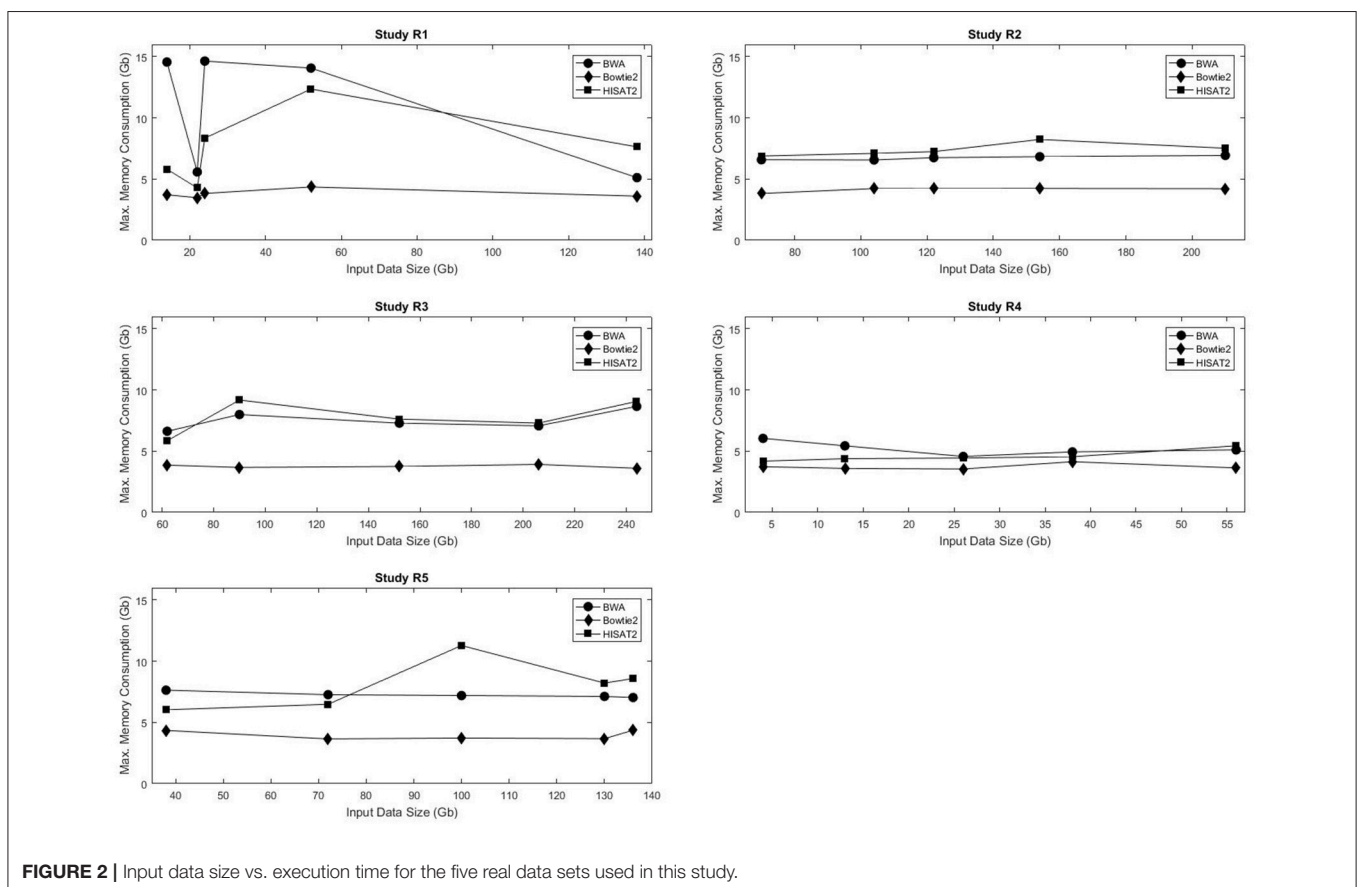 Study R1
Max. Memory Consumption (Gb)
15
10
5
0
BWA
Bowtie2
HISAT2
20 40 60 80 100 120 140
Input Data Size (Gb)
Study R2
Max. Memory Consumption (Gb)
15
10
5
0
BWA
Bowtie2
HISAT2
80 100 120 140 160 180 200
Input Data Size (Gb)
Study R3
Max. Memory Consumption (Gb)
15
10
5
0
BWA
Bowtie2
HISAT2
60 80 100 120 140 160 180 200 220 240
Input Data Size (Gb)
Study R4
Max. Memory Consumption (Gb)
15
10
5
0
BWA
Bowtie2
HISAT2
5 10 15 20 25 30 35 40 45 50 55
Input Data Size (Gb)
Study R5
Max. Memory Consumption (Gb)
15
10
5
0
BWA
Bowtie2
HISAT2
40 50 60 70 80 90 100 110 120 130 140
Input Data Size (Gb)
FIGURE 2 | Input data size vs. execution time for the five real data sets used in this study.